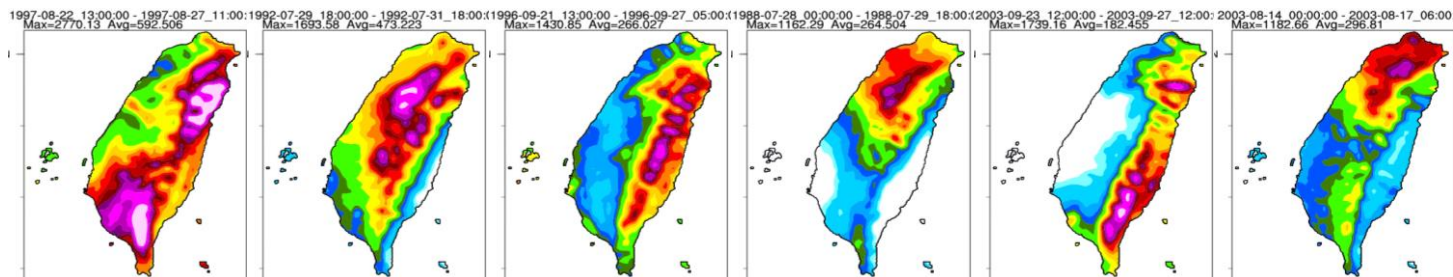 1997-08-22_13:00:00 - 1997-08-27_11:00:
Max=2770.13 Avg=592.506
1992-07-29_18:00:00 - 1992-07-31_18:00:
Max=1693.58 Avg=473.223
1996-09-21_13:00:00 - 1996-09-27_05:00:
Max=1430.85 Avg=266.027
1988-07-28_00:00:00 - 1988-07-29_18:00:
Max=1162.29 Avg=264.504
2003-09-23_12:00:00 - 2003-09-27_12:00:
Max=1739.16 Avg=182.455
2003-08-14_00:00:00 - 2003-08-17_06:00
Max=1182.66 Avg=296.81